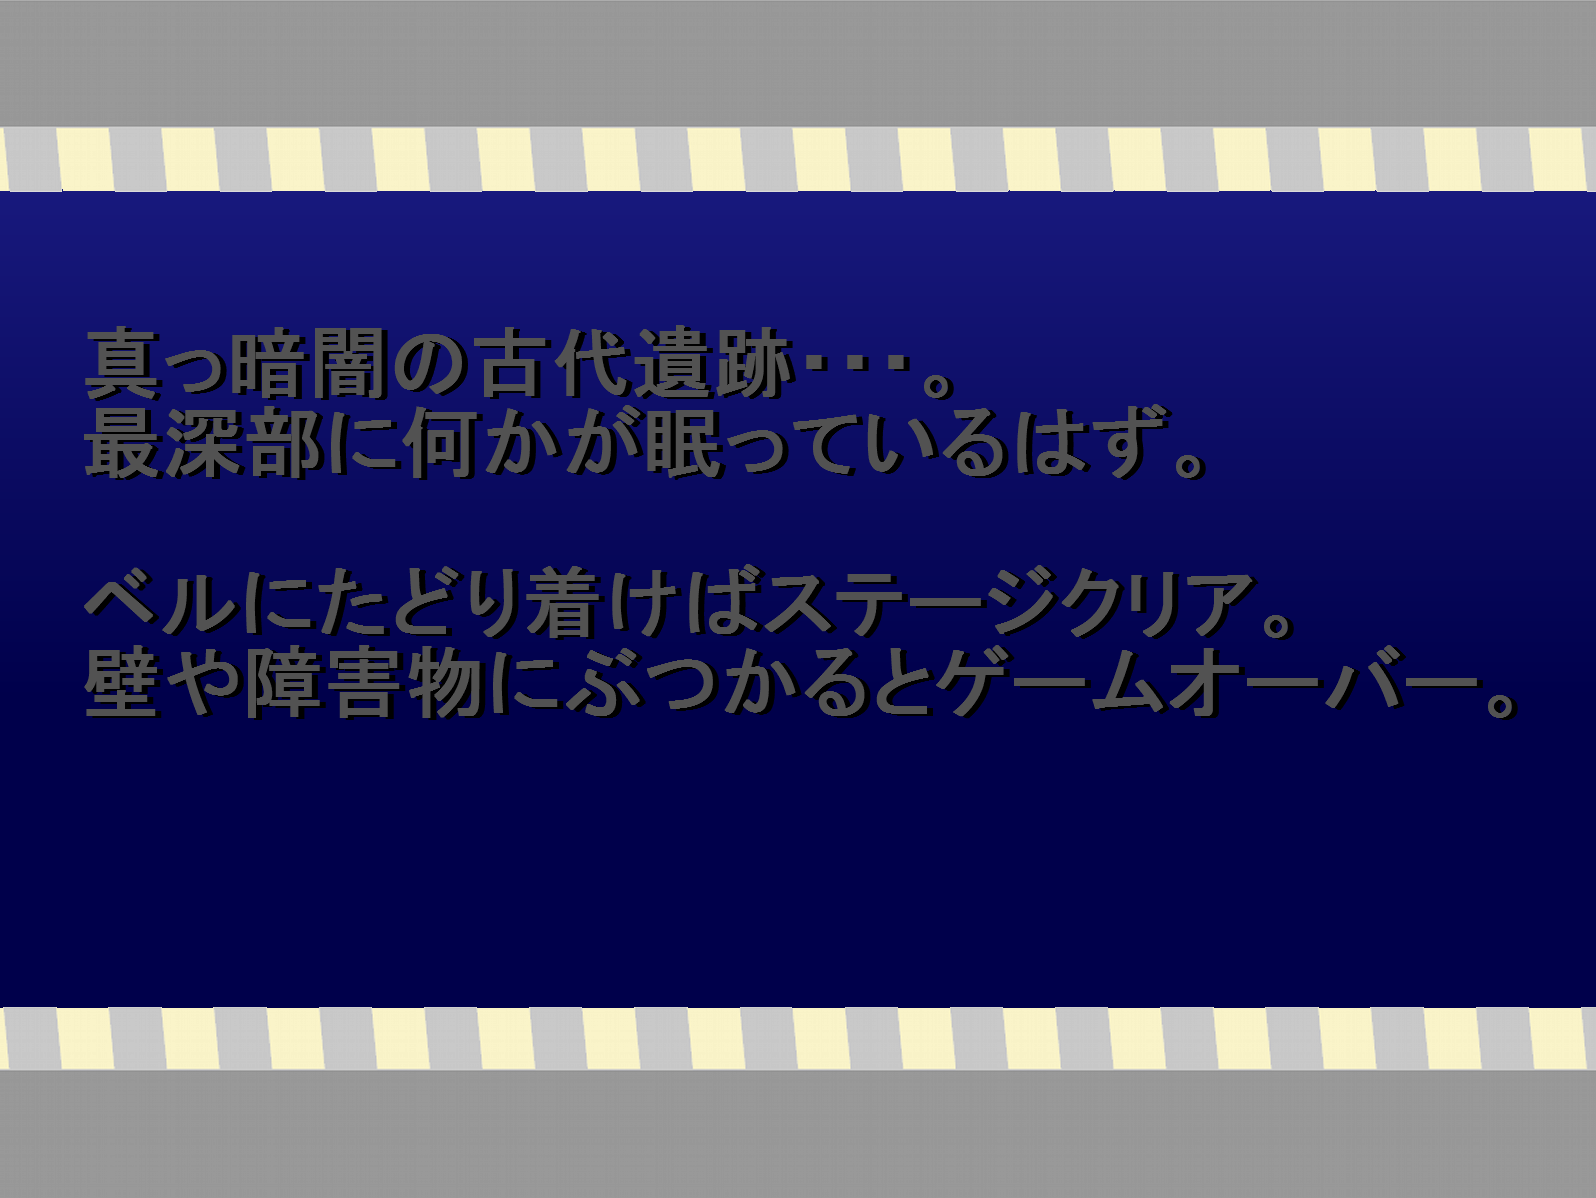 真っ暗闇の古代遺跡・・・。
最深部に何かが眠っているはず。
ベルにたどり着けばステージクリア。
壁や障害物にぶつかるとゲームオーバー。